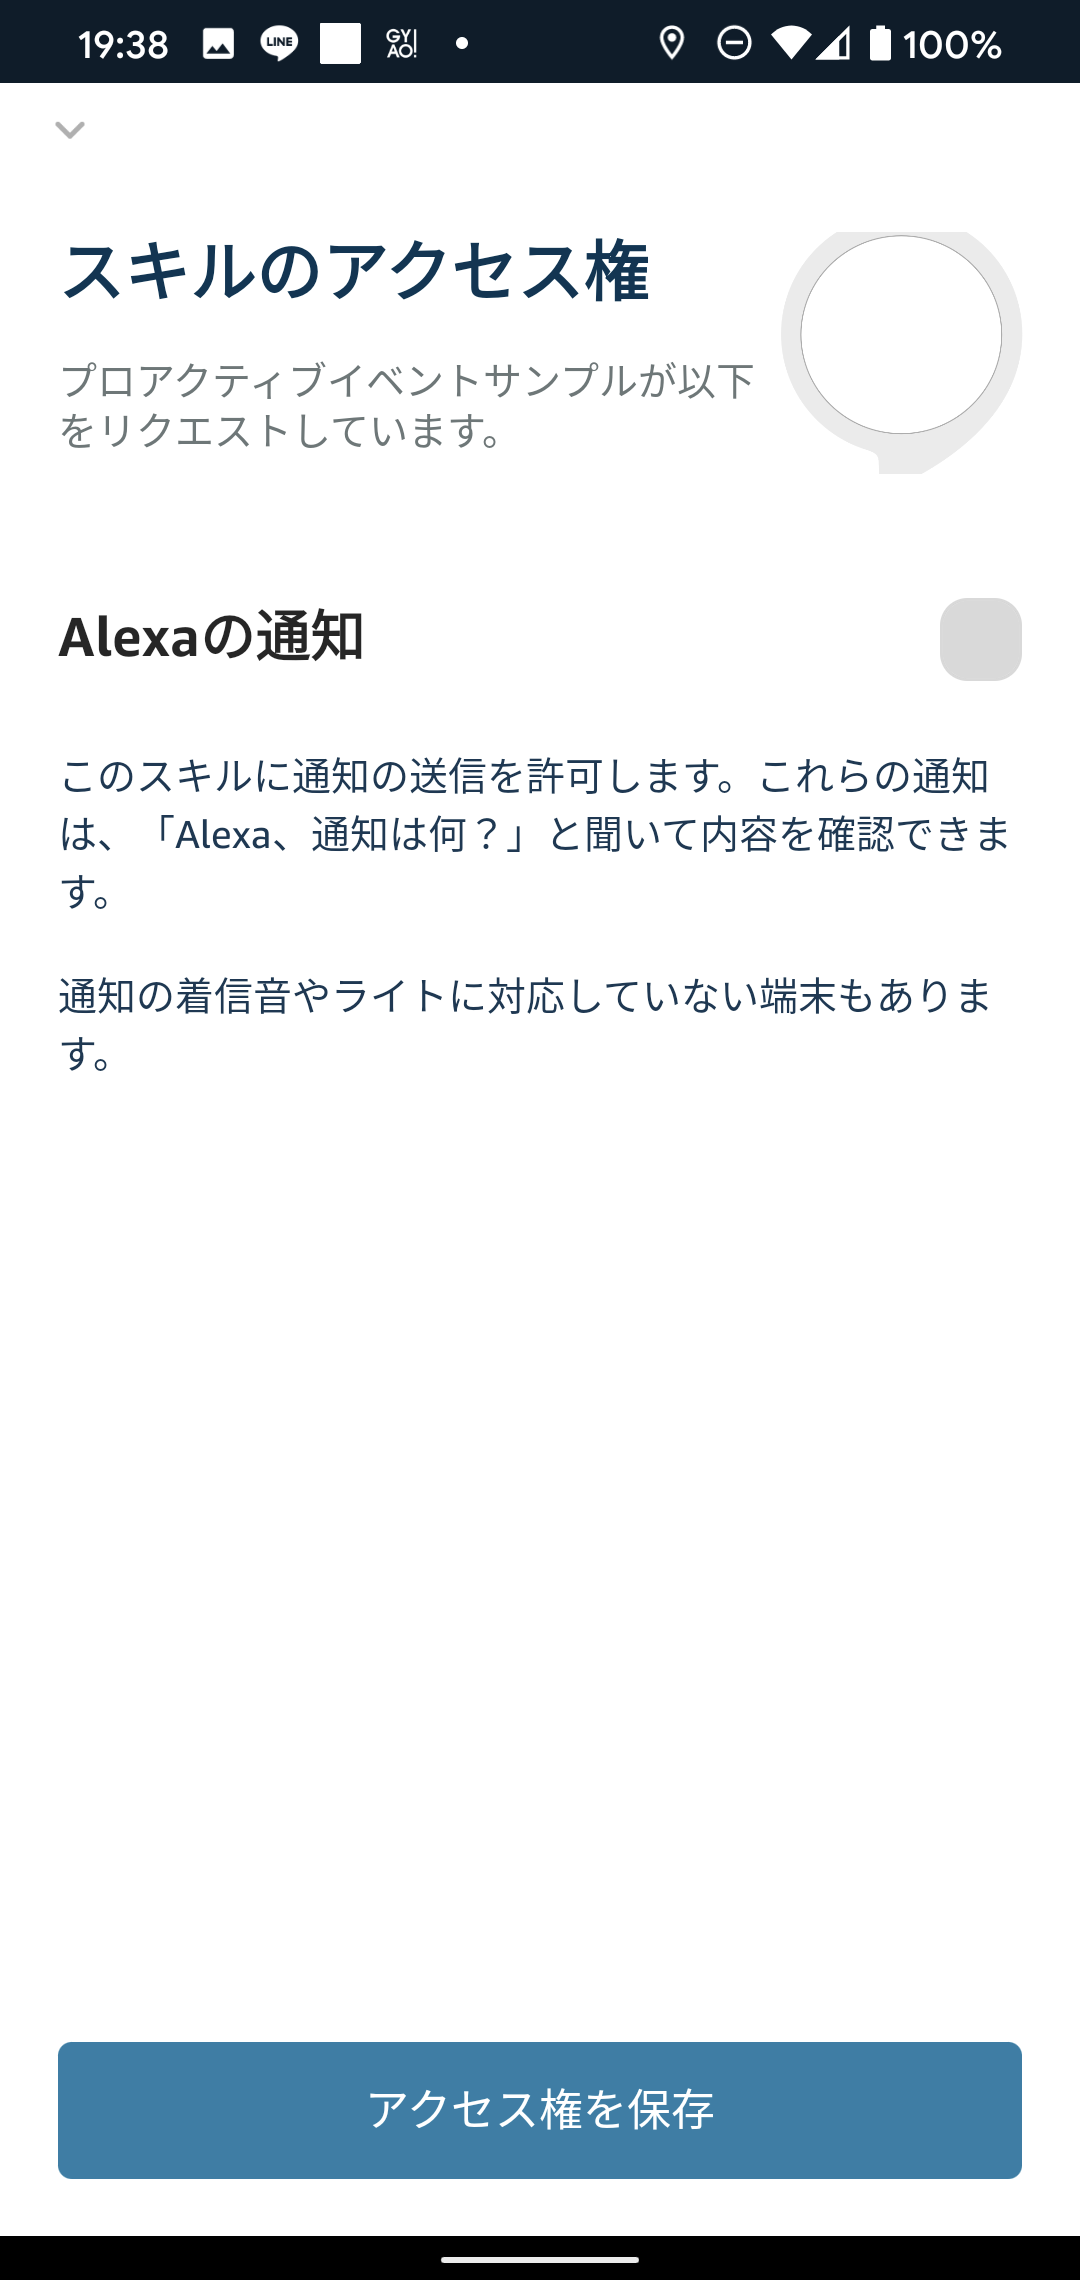 19:38 LINE GY AO! 100%
スキルのアクセス権
プロアクティブイベントサンプルが以下
をリクエストしています。
Alexaの通知
このスキルに通知の送信を許可します。これらの通知
は、「Alexa、通知は何？」と聞いて内容を確認できま
す。
通知の着信音やライトに対応していない端末もありま
す。
アクセス権を保存